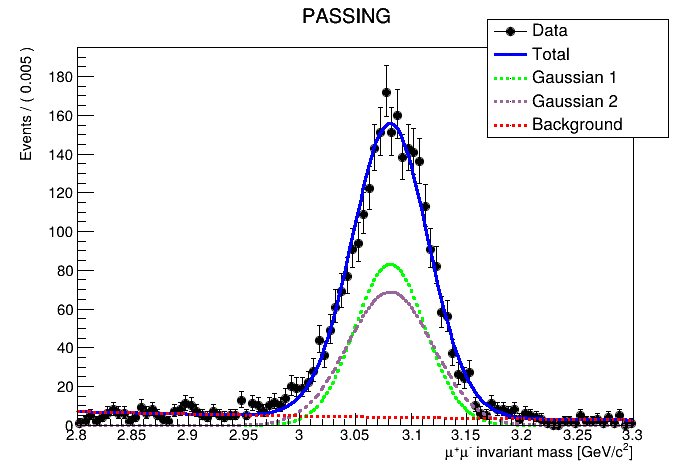 PASSING
Data
Total
Gaussian 1
Gaussian 2
Background
Events / ( 0.005 )
180
160
140
120
100
80
60
40
20
0
2.8 2.85 2.9 2.95 3 3.05 3.1 3.15 3.2 3.25 3.3
μ⁺μ⁻ invariant mass [GeV/c²]